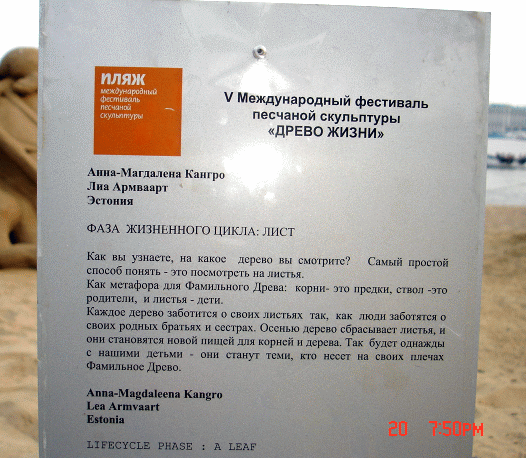 ПЛЯЖ
международный
фестиваль
песчаной
скульптуры
V Международный фестиваль
песчаной скульптуры
«ДРЕВО ЖИЗНИ»
Анна-Магдалена Кангро
Лиа Армваарт
Эстония
ФАЗА ЖИЗНЕННОГО ЦИКЛА: ЛИСТ
Как вы узнаете, на какое дерево вы смотрите? Самый простой
способ понять - это посмотреть на листья.
Как метафора для Фамильного Древа: корни- это предки, ствол -это
родители, и листья - дети.
Каждое дерево заботится о своих листьях так, как люди заботятся о
своих родных братьях и сестрах. Осенью дерево сбрасывает листья, и
они становятся новой пищей для корней и дерева. Так будет однажды
с нашими детьми - они станут теми, кто несет на своих плечах
Фамильное Древо.
Anna-Magdaleena Kangro
Lea Armvaart
Estonia
LIFECYCLE PHASE : A LEAF
20 7:50PM